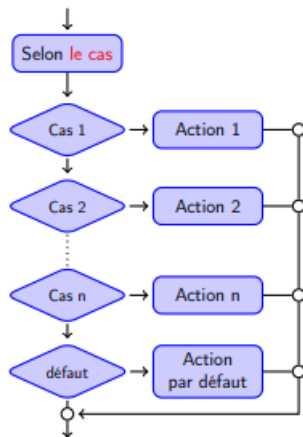 Selon le cas
Cas 1
Action 1
Cas 2
Action 2
Cas n
Action n
défaut
Action
par défaut